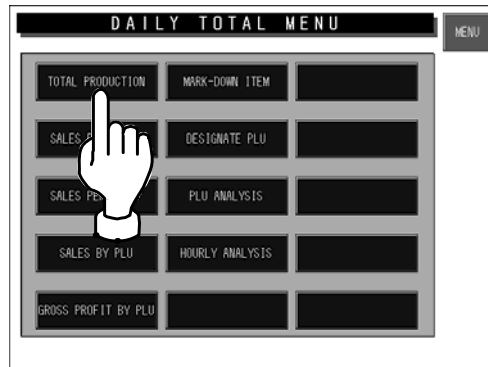 DAILY TOTAL MENU
MENU
TOTAL PRODUCTION
MARK-DOWN ITEM
SALES
DESIGNATE PLU
SALES
PLU ANALYSIS
SALES BY PLU
HOURLY ANALYSIS
GROSS PROFIT BY PLU